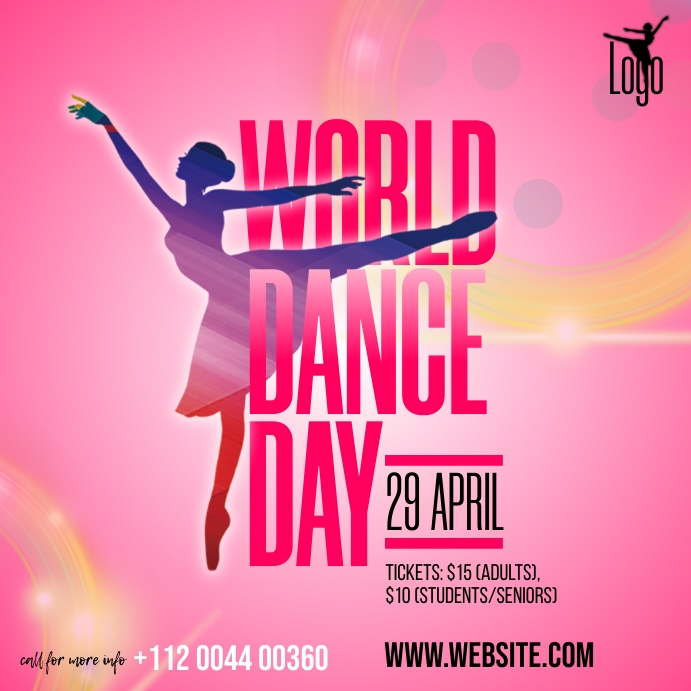 Logo
WORLD
DANCE
DAY
29 APRIL
TICKETS: $15 (ADULTS),
$10 (STUDENTS/SENIORS)
call for more info +112 0044 00360
WWW.WEBSITE.COM